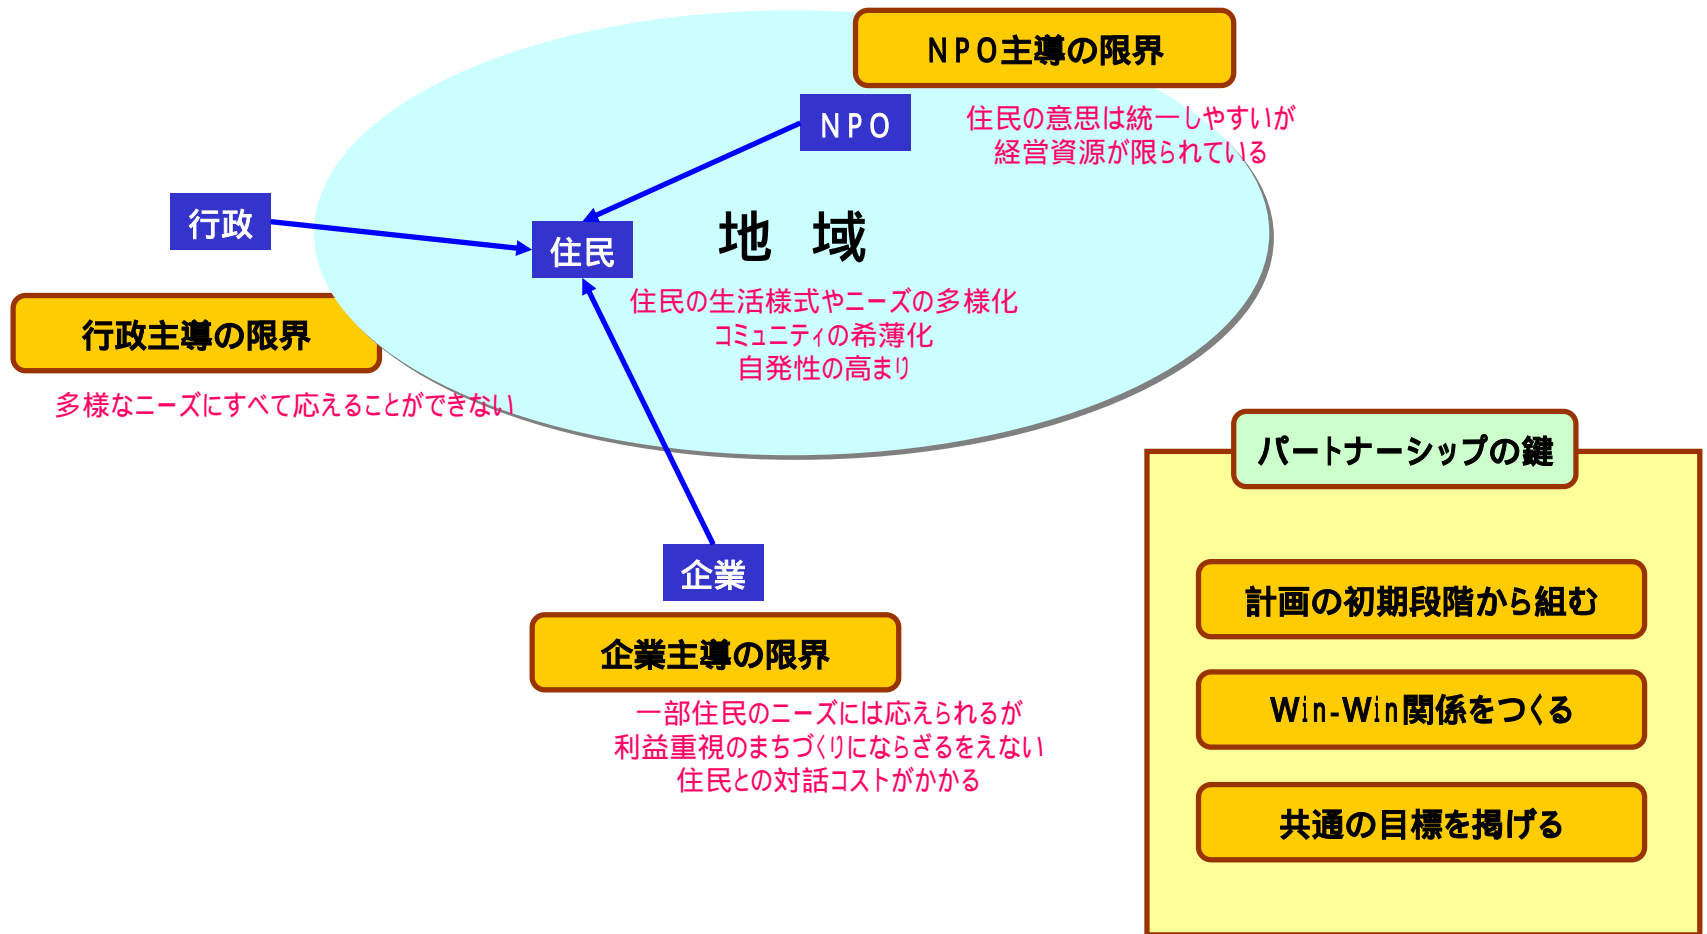 ＮＰＯ主導の限界
ＮＰＯ
住民の意思は統一しやすいが
経営資源が限られている
行政
住民
地 域
行政主導の限界
住民の生活様式やニーズの多様化
コミュニティの希薄化
自発性の高まり
多様なニーズにすべて応えることができない
パートナーシップの鍵
企業
計画の初期段階から組む
企業主導の限界
Win-Win関係をつくる
一部住民のニーズには応えられるが
利益重視のまちづくりにならざるをえない
住民との対話コストがかかる
共通の目標を掲げる